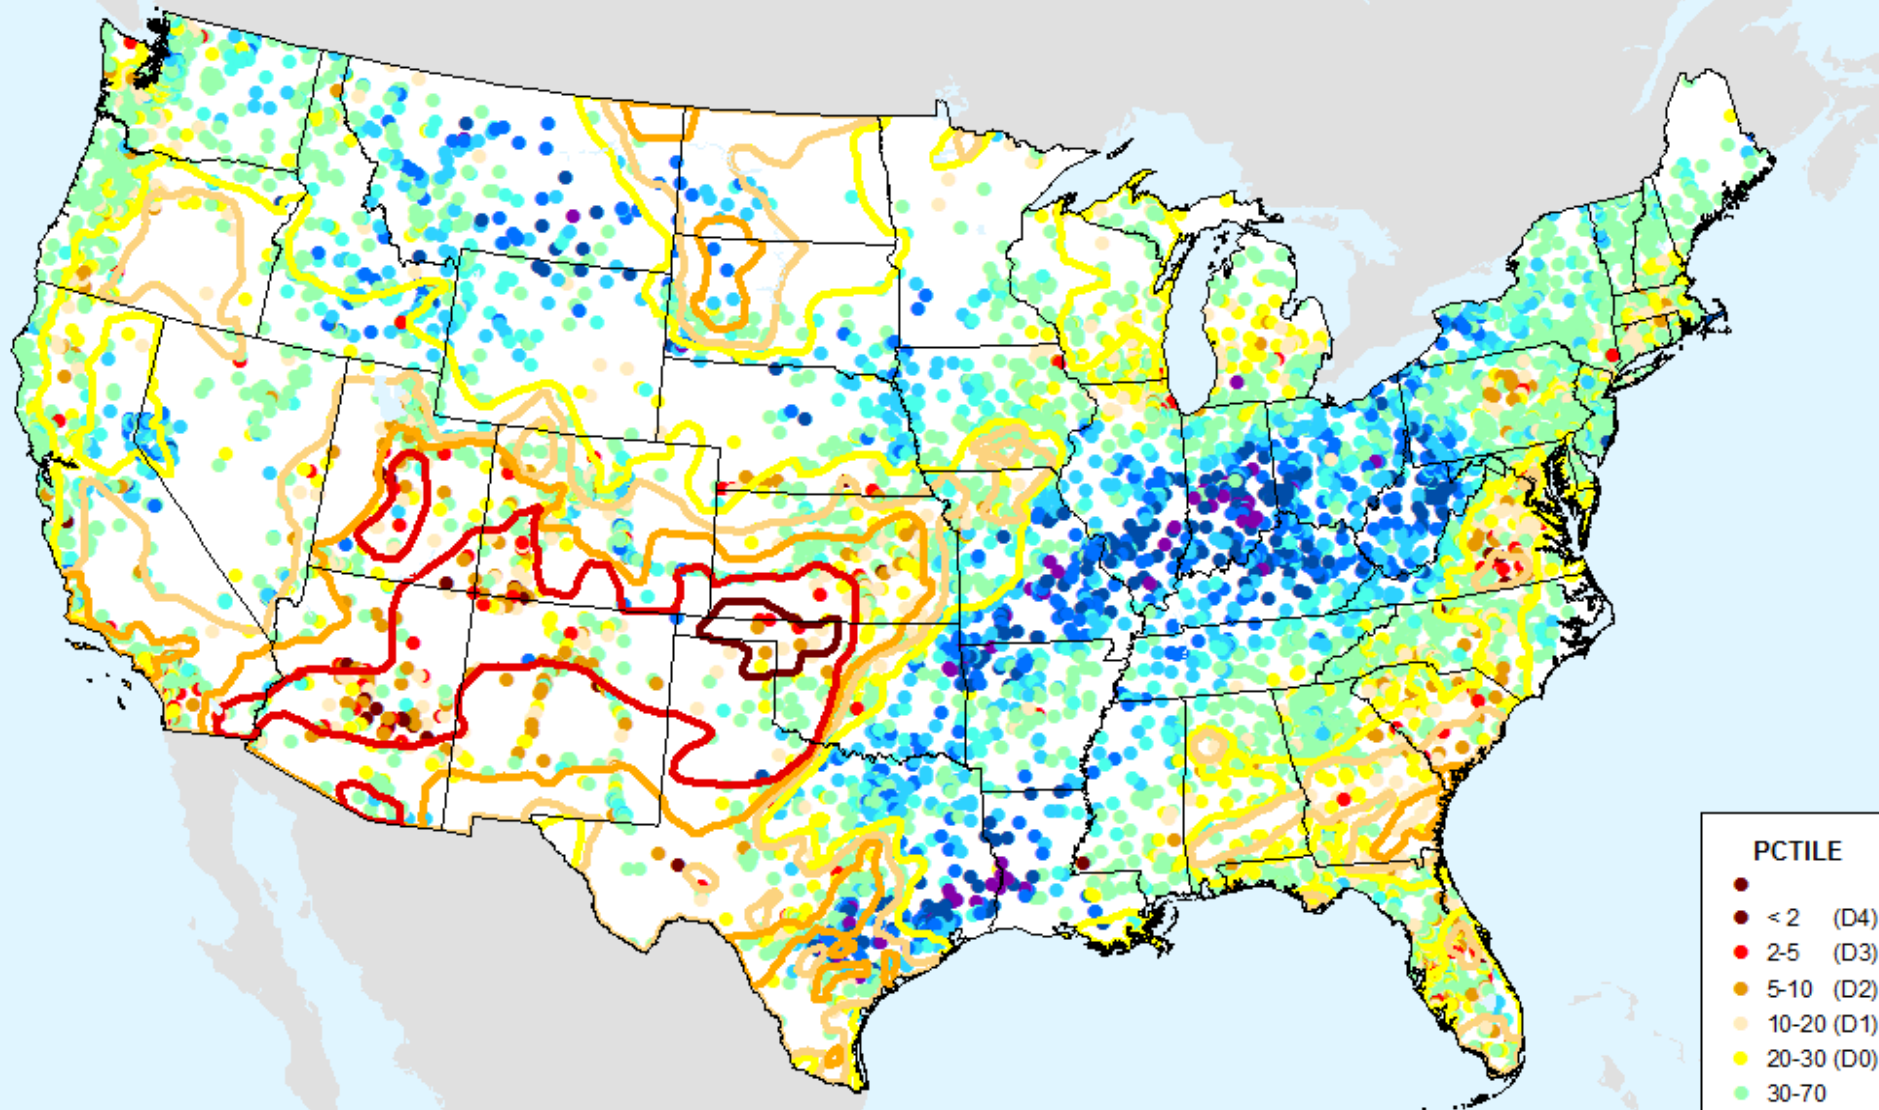 PCTILE
< 2 (D4)
2-5 (D3)
5-10 (D2)
10-20 (D1)
20-30 (D0)
30-70